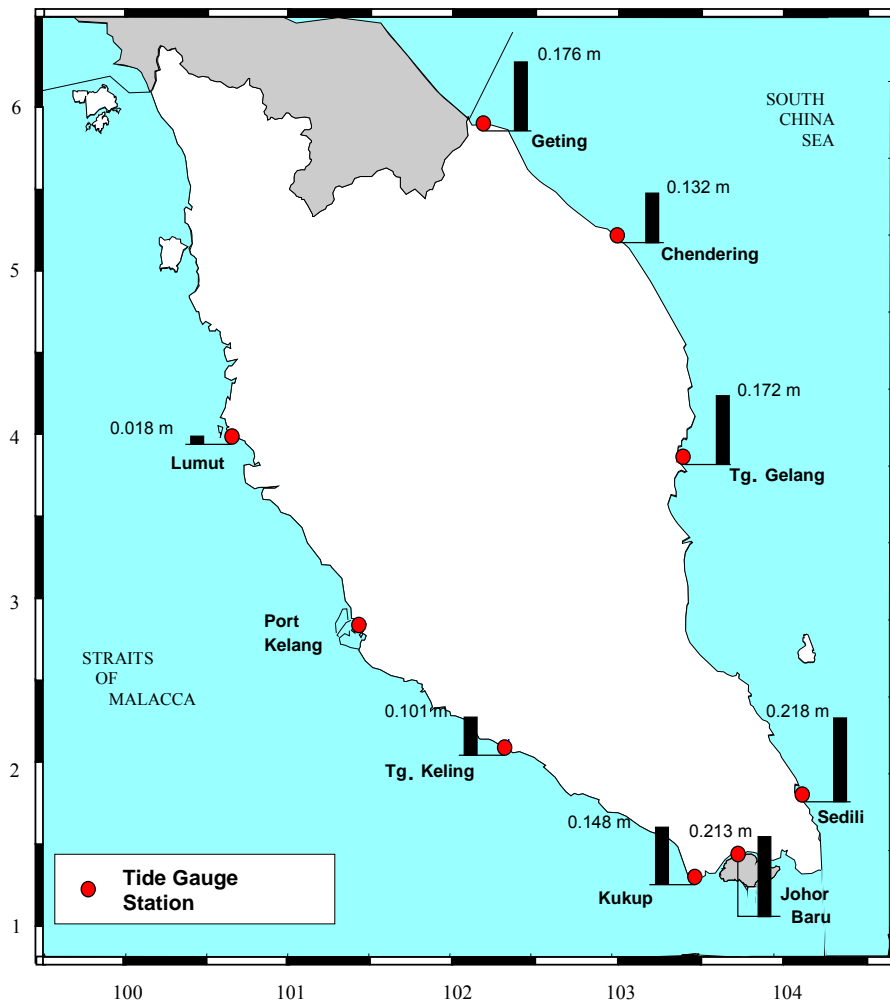 0.176 m
6
SOUTH
CHINA
SEA
Geting
0.132 m
Chendering
5
0.172 m
0.018 m
4
Lumut
Tg. Gelang
3
Port
Kelang
STRAITS
OF
MALACCA
0.101 m
0.218 m
Tg. Keling
2
0.148 m
0.213 m
Sedili
Tide Gauge
Station
Kukup
Johor
Baru
1
100
101
102
103
104